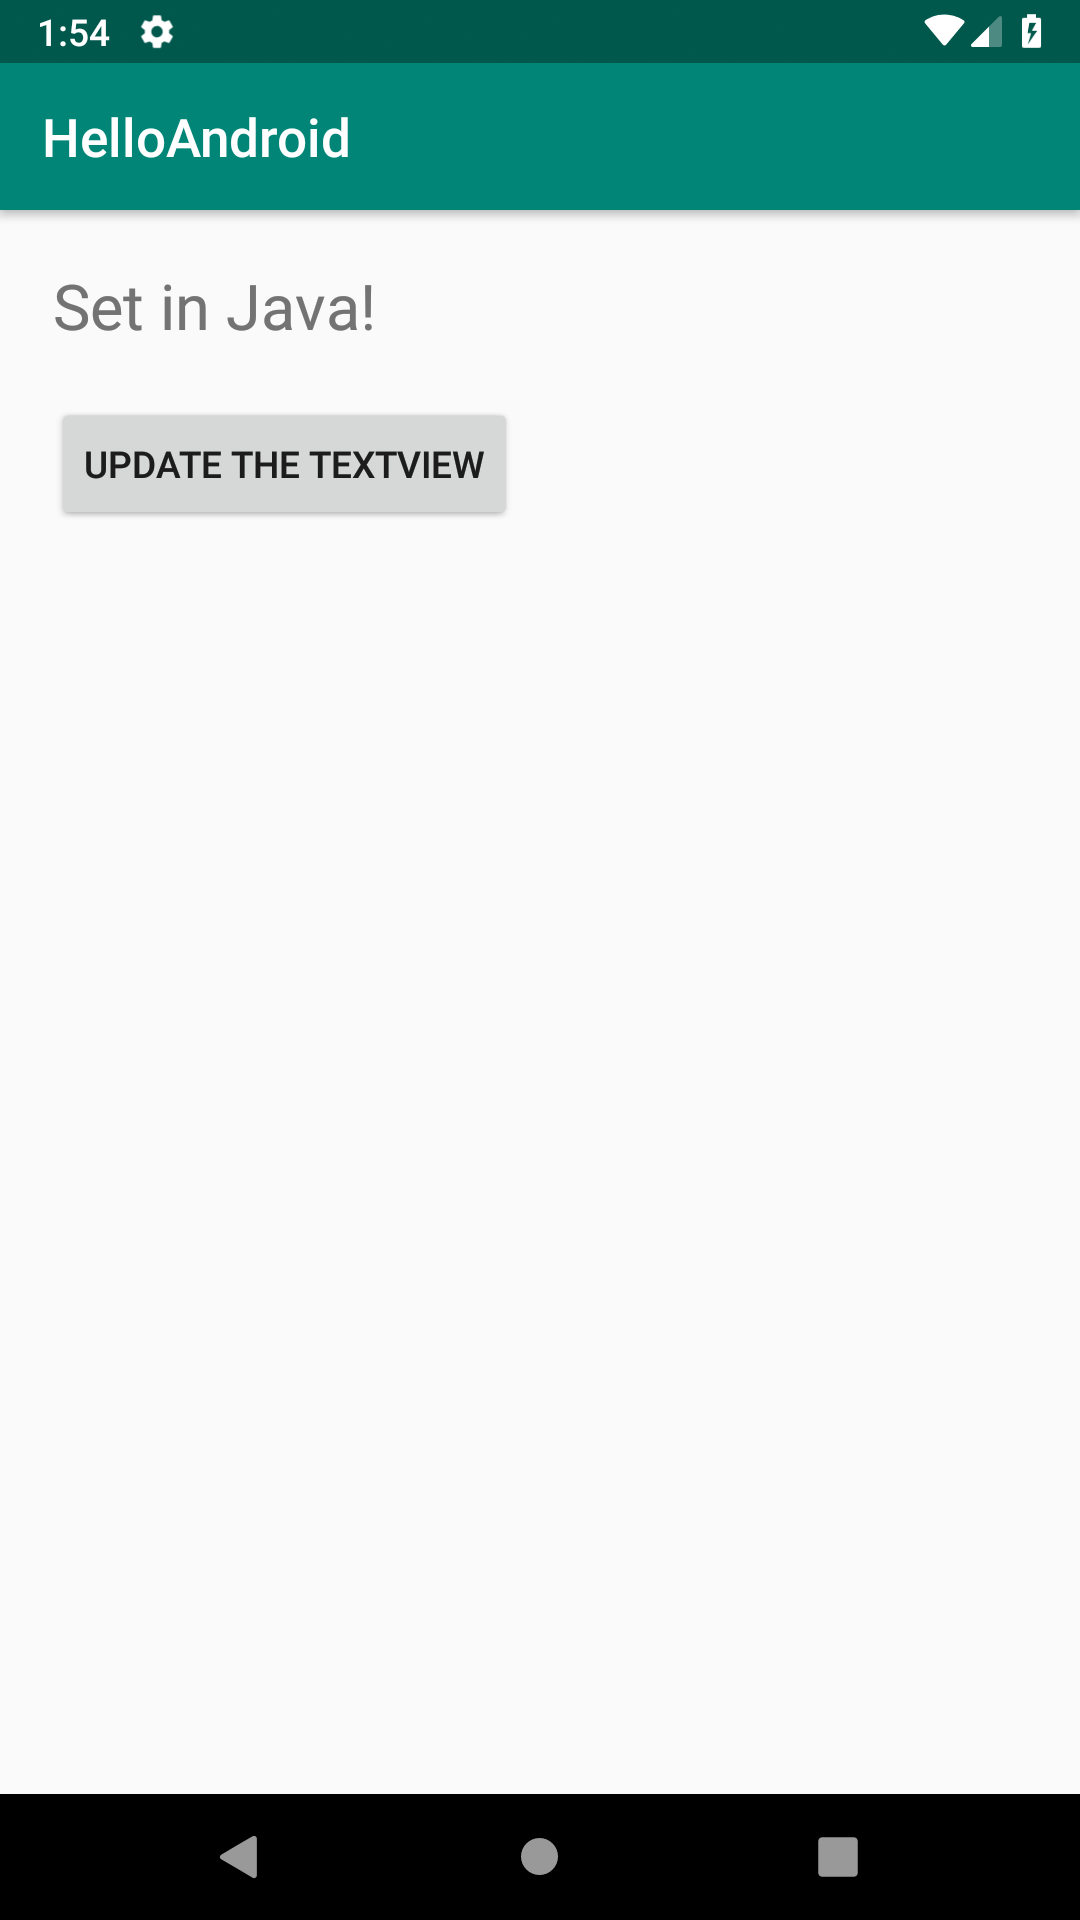 1:54
HelloAndroid
Set in Java!
UPDATE THE TEXTVIEW